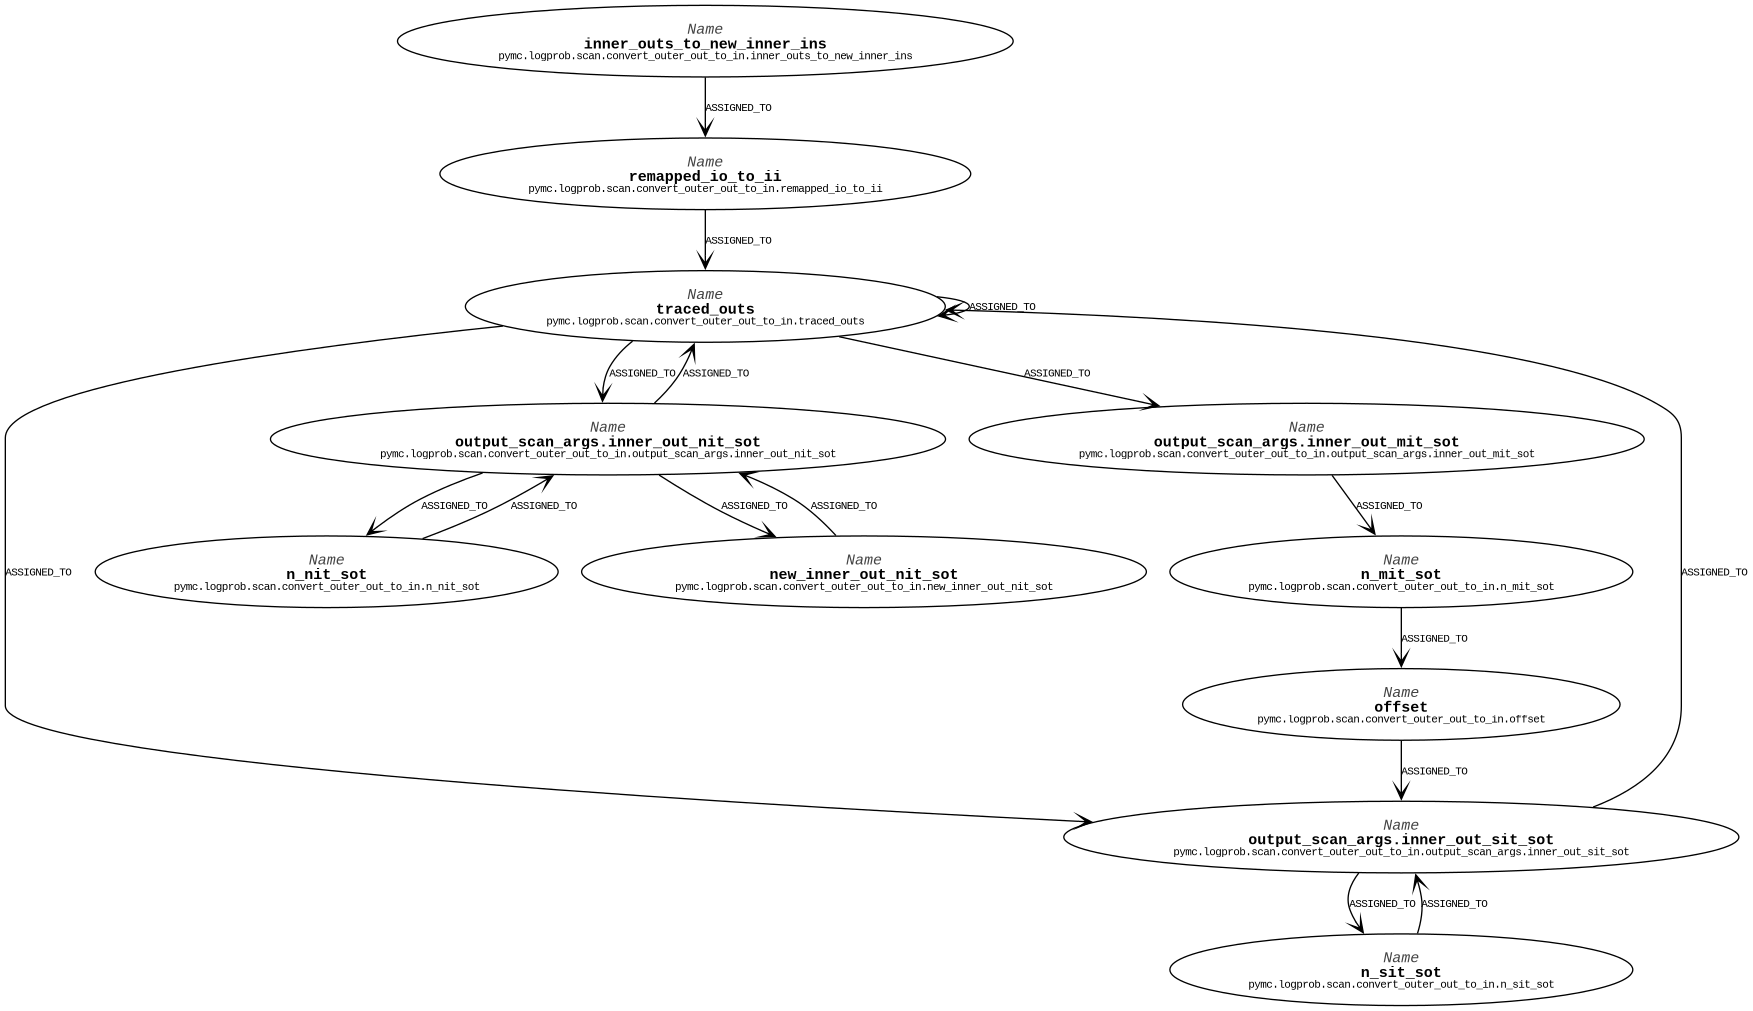 Name
inner_outs_to_new_inner_ins
pymc.logprob.scan.convert_outer_out_to_in.inner_outs_to_new_inner_ins
ASSIGNED_TO
Name
remapped_io_to_ii
pymc.logprob.scan.convert_outer_out_to_in.remapped_io_to_ii
ASSIGNED_TO
Name
traced_outs
pymc.logprob.scan.convert_outer_out_to_in.traced_outs
ASSIGNED_TO
ASSIGNED_TO
ASSIGNED_TO
ASSIGNED_TO
Name
output_scan_args.inner_out_nit_sot
pymc.logprob.scan.convert_outer_out_to_in.output_scan_args.inner_out_nit_sot
Name
output_scan_args.inner_out_mit_sot
pymc.logprob.scan.convert_outer_out_to_in.output_scan_args.inner_out_mit_sot
ASSIGNED_TO
ASSIGNED_TO
ASSIGNED_TO
ASSIGNED_TO
ASSIGNED_TO
ASSIGNED_TO
Name
n_nit_sot
pymc.logprob.scan.convert_outer_out_to_in.n_nit_sot
Name
new_inner_out_nit_sot
pymc.logprob.scan.convert_outer_out_to_in.new_inner_out_nit_sot
Name
n_mit_sot
pymc.logprob.scan.convert_outer_out_to_in.n_mit_sot
ASSIGNED_TO
ASSIGNED_TO
Name
offset
pymc.logprob.scan.convert_outer_out_to_in.offset
ASSIGNED_TO
Name
output_scan_args.inner_out_sit_sot
pymc.logprob.scan.convert_outer_out_to_in.output_scan_args.inner_out_sit_sot
ASSIGNED_TO
ASSIGNED_TO
Name
n_sit_sot
pymc.logprob.scan.convert_outer_out_to_in.n_sit_sot